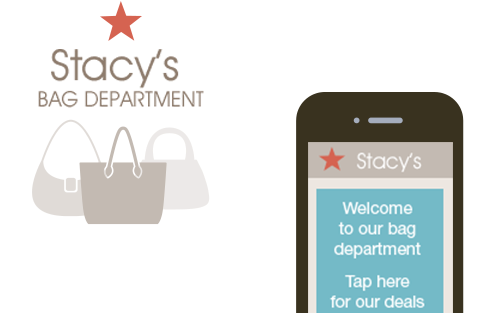 Stacy's
BAG DEPARTMENT
Stacy's
Welcome
to our bag
department
Tap here
for our deals